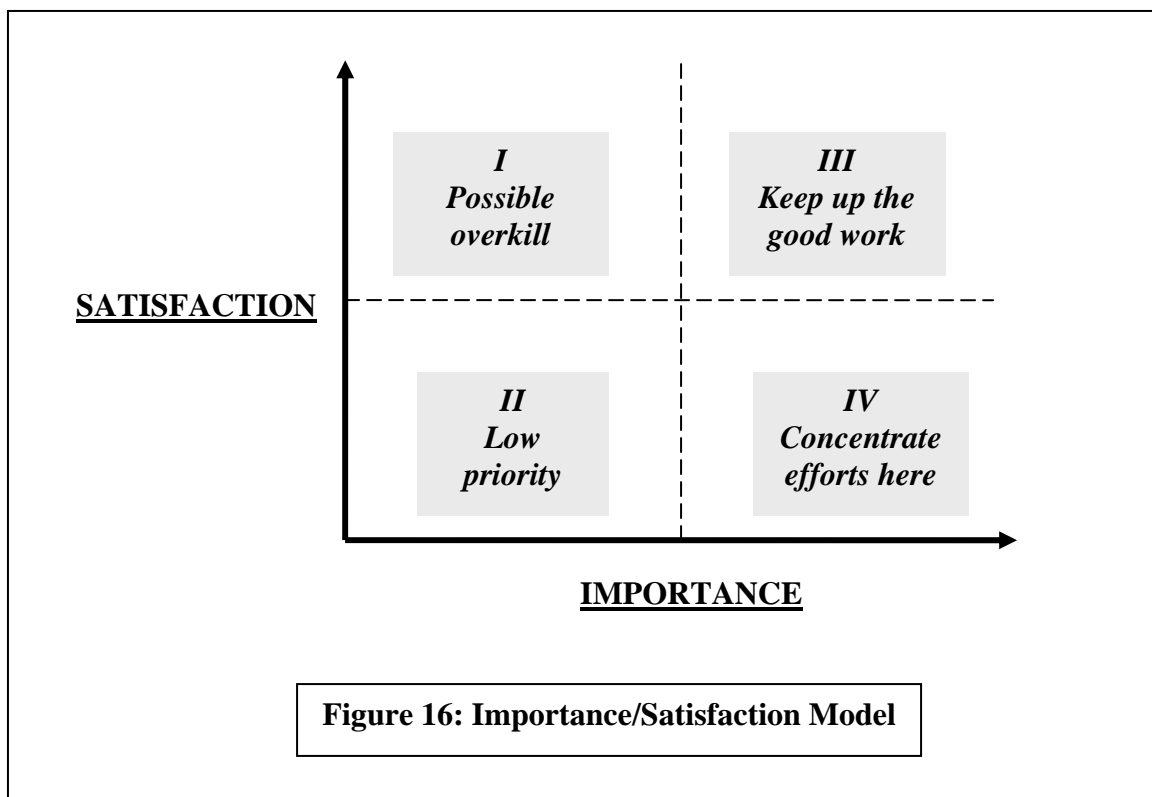 I
Possible
overkill
III
Keep up the
good work
SATISFACTION
II
Low
priority
IV
Concentrate
efforts here
IMPORTANCE
Figure 16: Importance/Satisfaction Model